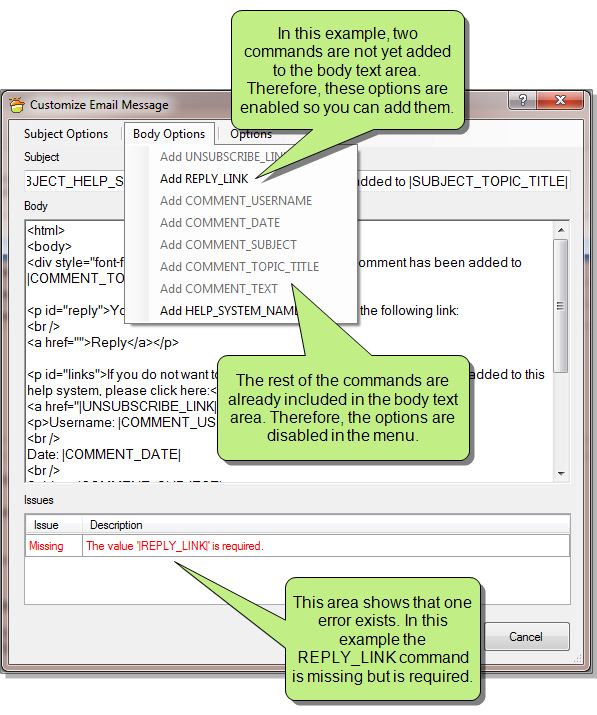 In this example, two
commands are not yet added
to the body text area.
Therefore, these options are
enabled so you can add them.
Customize Email Message
Subject Options Body Options Options
Subject
Add UNSUBSCRIBE_LIN
Add REPLY_LINK
BJECT_HELP_S added to |SUBJECT_TOPIC_TITLE|
Add COMMENT_USERNAME
Body
Add COMMENT_DATE
<html>
<body>
Add COMMENT_SUBJECT
<div style="font-f omment has been added to
Add COMMENT_TOPIC_TITLE
|COMMENT_TO
Add COMMENT_TEXT
<p id="reply">Yo the following link:
Add HELP_SYSTEM_NAME
<br />
<a href="">Reply</a></p>
The rest of the commands are
already included in the body text
area. Therefore, the options are
disabled in the menu.
<p id="links">If you do not want to added to this
help system, please click here:<
<a href="|UNSUBSCRIBE_LINK|
<p>Username: |COMMENT_US
<br />
Date: |COMMENT_DATE|
<br />
Issues
Issue Description
Missing The value '|REPLY_LINK|' is required.
This area shows that one
error exists. In this
example the
REPLY_LINK command
is missing but is required.
Cancel